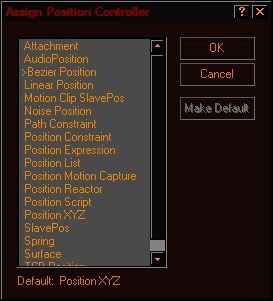 Assign Position Controller ? ×
Attachment
AudioPosition
>Bezier Position
Linear Position
Motion Clip SlavePos
Noise Position
Path Constraint
Position Constraint
Position Expression
Position List
Position Motion Capture
Position Reactor
Position Script
Position XYZ
SlavePos
Spring
Surface
TCB Position
OK
Cancel
Make Default
Default: Position XYZ